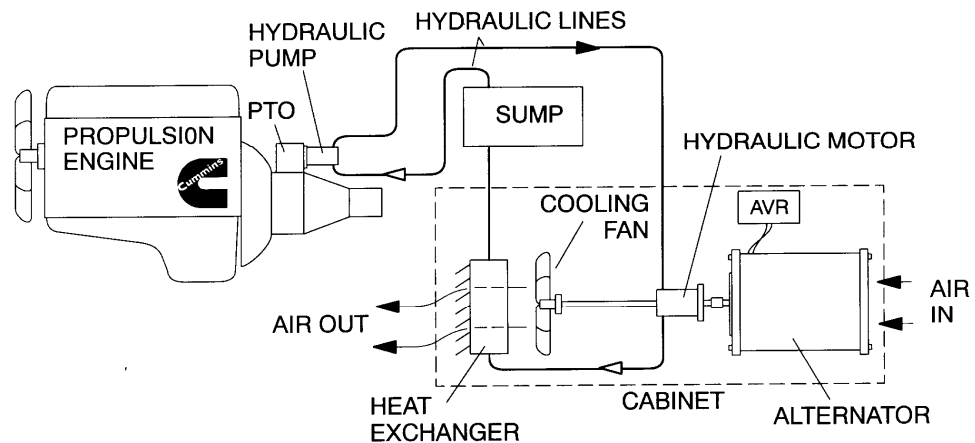 HYDRAULIC LINES
HYDRAULIC
PUMP
PTO
SUMP
PROPULSION
ENGINE
Cummins
HYDRAULIC MOTOR
COOLING
FAN
AVR
AIR OUT
AIR
IN
HEAT
EXCHANGER
CABINET
ALTERNATOR